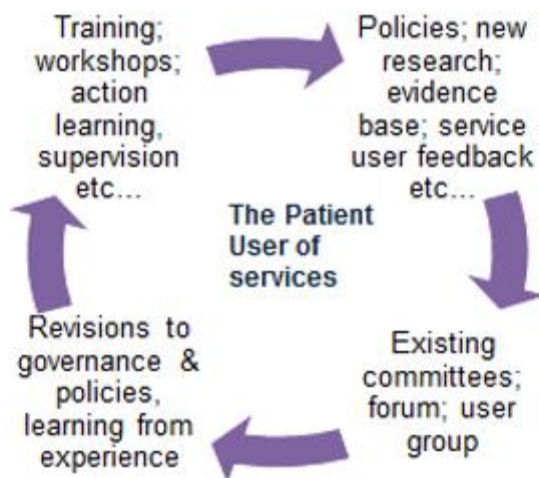 Training;
workshops;
action
learning,
supervision
etc...
Policies; new
research;
evidence
base; service
user feedback
etc...
The Patient
User of
services
Existing
committees;
forum; user
group
Revisions to
governance &
policies,
learning from
experience